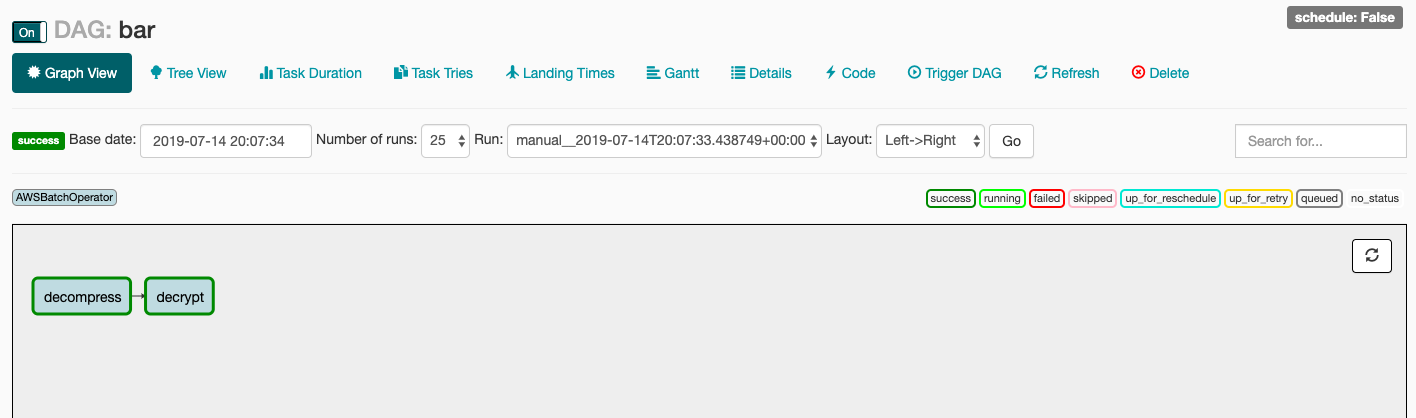 schedule: False
On DAG: bar
Graph View Tree View Task Duration Task Tries Landing Times Gantt Details Code Trigger DAG Refresh Delete
success Base date: 2019-07-14 20:07:34 Number of runs: 25 Run: manual__2019-07-14T20:07:33.438749+00:00 Layout: Left->Right Go Search for...
AWSBatchOperator success running failed skipped up_for_reschedule up_for_retry queued no_status
decompress decrypt